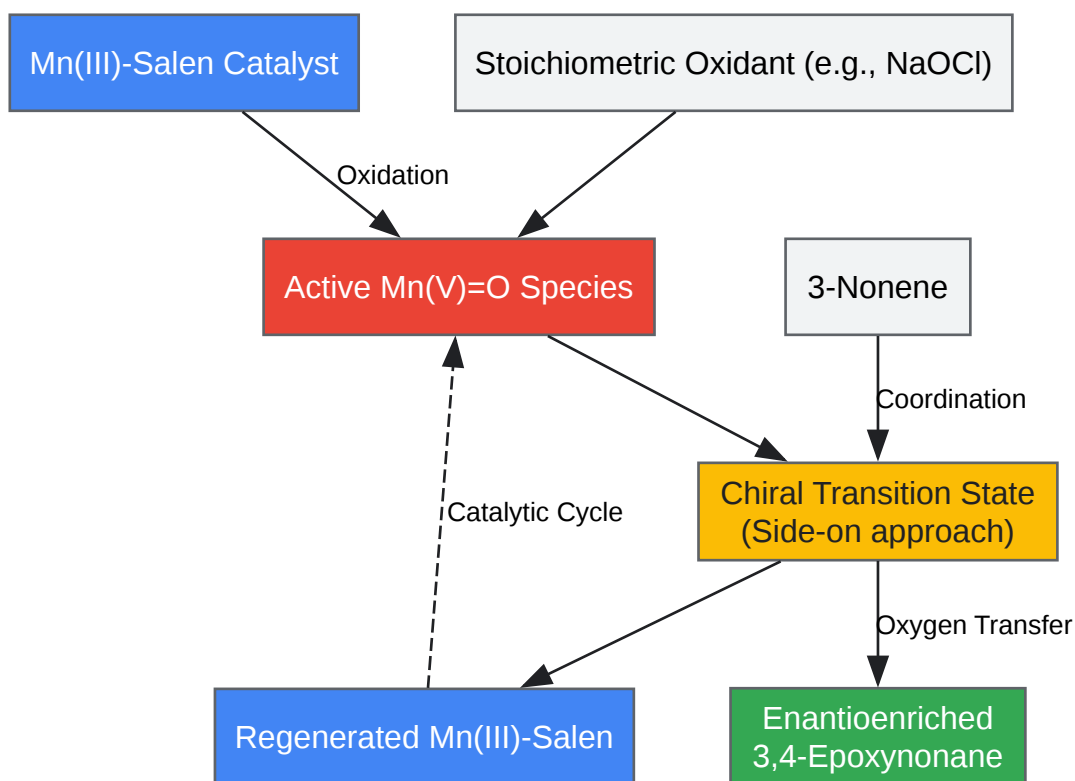 Mn(III)-Salen Catalyst
Stoichiometric Oxidant (e.g., NaOCl)
Oxidation
Active Mn(V)=O Species
3-Nonene
Coordination
Chiral Transition State
(Side-on approach)
Catalytic Cycle
Oxygen Transfer
Regenerated Mn(III)-Salen
Enantioenriched
3,4-Epoxynonane